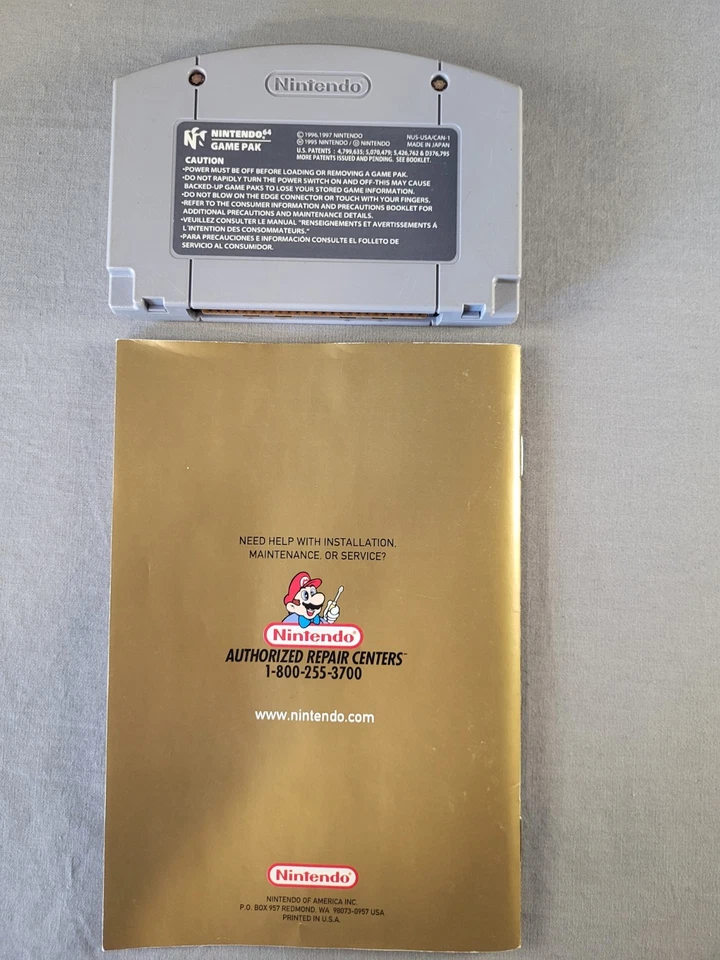 Nintendo
NINTENDO 64
GAME PAK
© 1996,1997 NINTENDO
NUS-USA/CAN-1
Ⓜ 1995 NINTENDO / Ⓓ NINTENDO
MADE IN JAPAN
U.S. PATENTS : 4,799,635; 5,070,479; 5,426,762 & D376,795
MORE PATENTS ISSUED AND PENDING. SEE BOOKLET.
CAUTION
•POWER MUST BE OFF BEFORE LOADING OR REMOVING A GAME PAK.
•DO NOT RAPIDLY TURN THE POWER SWITCH ON AND OFF-THIS MAY CAUSE
BACKED-UP GAME PAKS TO LOSE YOUR STORED GAME INFORMATION.
•DO NOT BLOW ON THE EDGE CONNECTOR OR TOUCH WITH YOUR FINGERS.
•REFER TO THE CONSUMER INFORMATION AND PRECAUTIONS BOOKLET FOR
ADDITIONAL PRECAUTIONS AND MAINTENANCE DETAILS.
•VEUILLEZ CONSULTER LE MANUAL "RENSEIGNEMENTS ET AVERTISSEMENTS À
L'INTENTION DES CONSOMMATEURS."
•PARA PRECAUCIONES E INFORMACIÓN CONSULTE EL FOLLETO DE
SERVICIO AL CONSUMIDOR.
NEED HELP WITH INSTALLATION,
MAINTENANCE, OR SERVICE?
Nintendo®
AUTHORIZED REPAIR CENTERS™
1-800-255-3700
www.nintendo.com
Nintendo®
NINTENDO OF AMERICA INC.
P.O. BOX 957 REDMOND, WA 98073-0957 USA
PRINTED IN U.S.A.